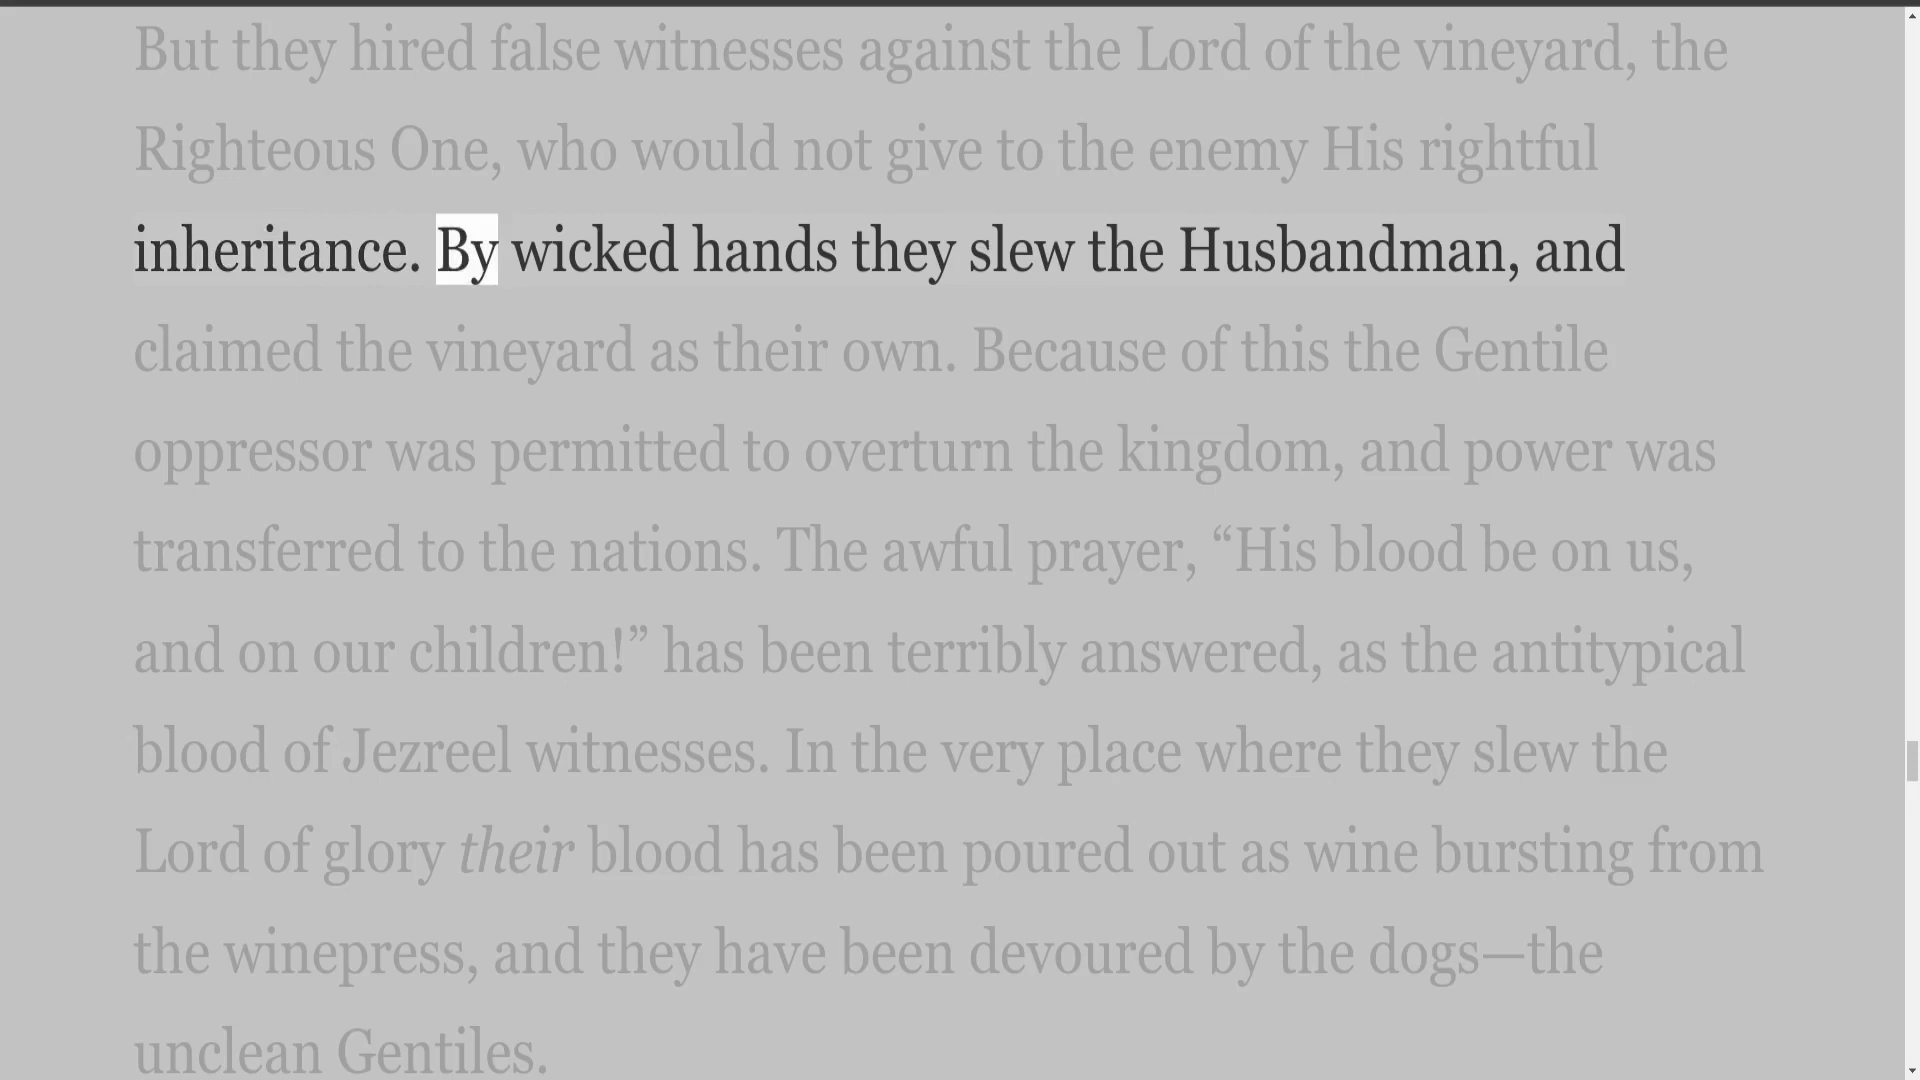 But they hired false witnesses against the Lord of the vineyard, the
Righteous One, who would not give to the enemy His rightful
inheritance. By wicked hands they slew the Husbandman, and
claimed the vineyard as their own. Because of this the Gentile
oppressor was permitted to overturn the kingdom, and power was
transferred to the nations. The awful prayer, “His blood be on us,
and on our children!” has been terribly answered, as the antitypical
blood of Jezreel witnesses. In the very place where they slew the
Lord of glory their blood has been poured out as wine bursting from
the winepress, and they have been devoured by the dogs—the
unclean Gentiles.